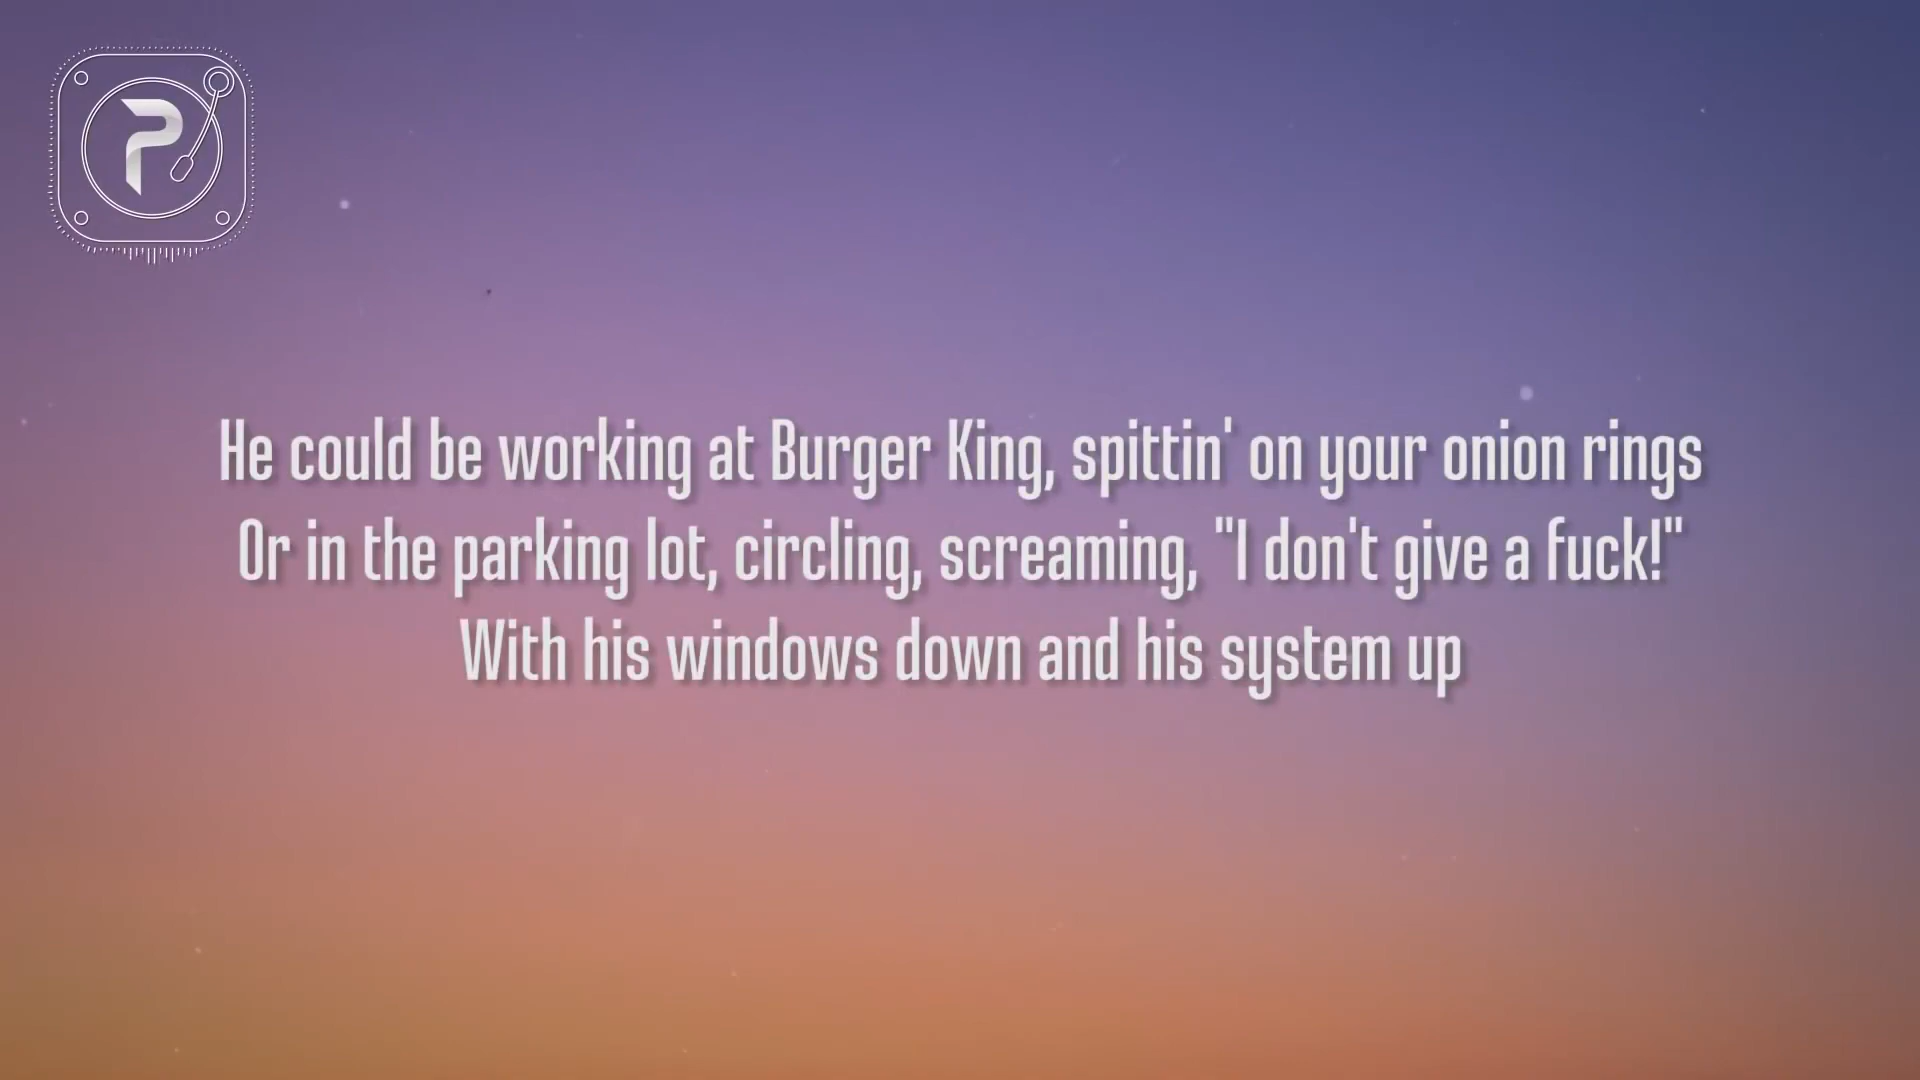 P
He could be working at Burger King, spittin' on your onion rings
Or in the parking lot, circling, screaming, "I don't give a fuck!"
With his windows down and his system up